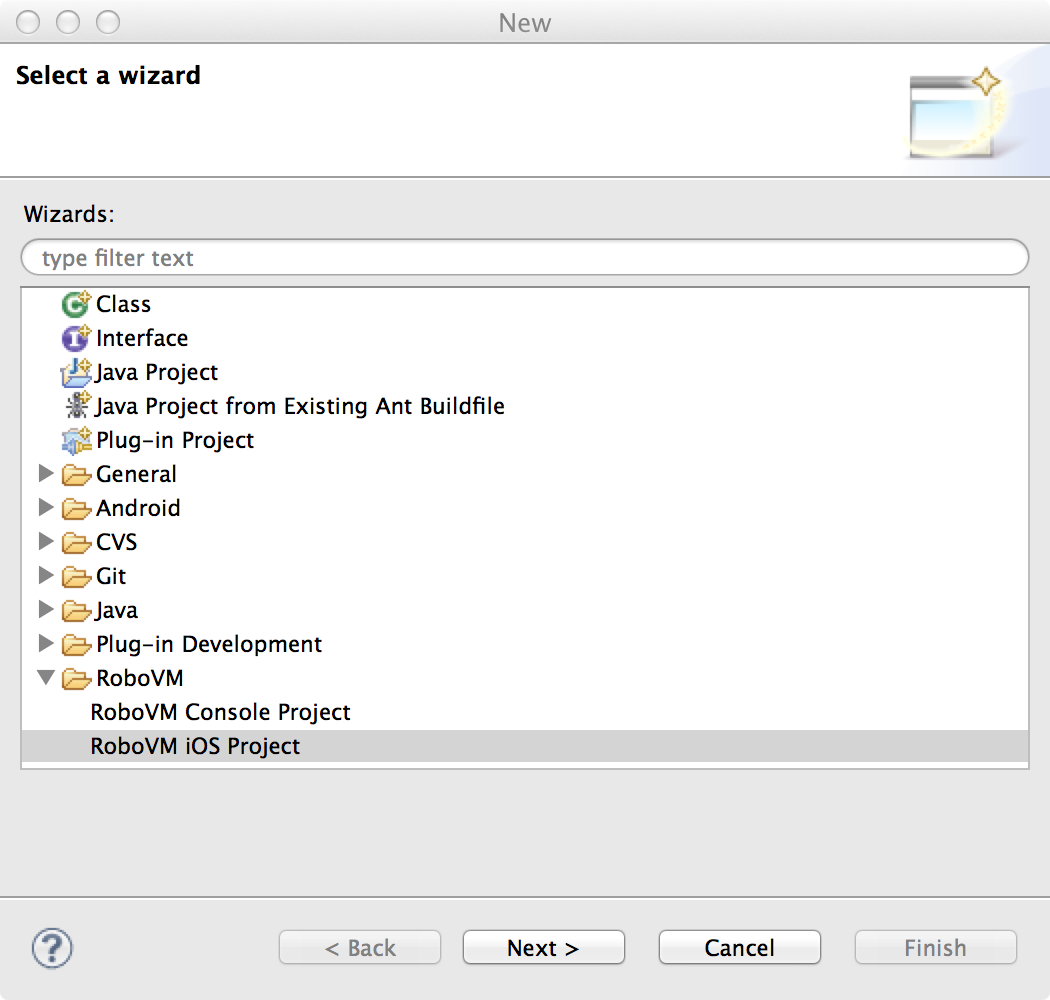 New
Select a wizard
Wizards:
type filter text
Class
Interface
Java Project
Java Project from Existing Ant Buildfile
Plug-in Project
General
Android
CVS
Git
Java
Plug-in Development
RoboVM
RoboVM Console Project
RoboVM iOS Project
? < Back Next > Cancel Finish